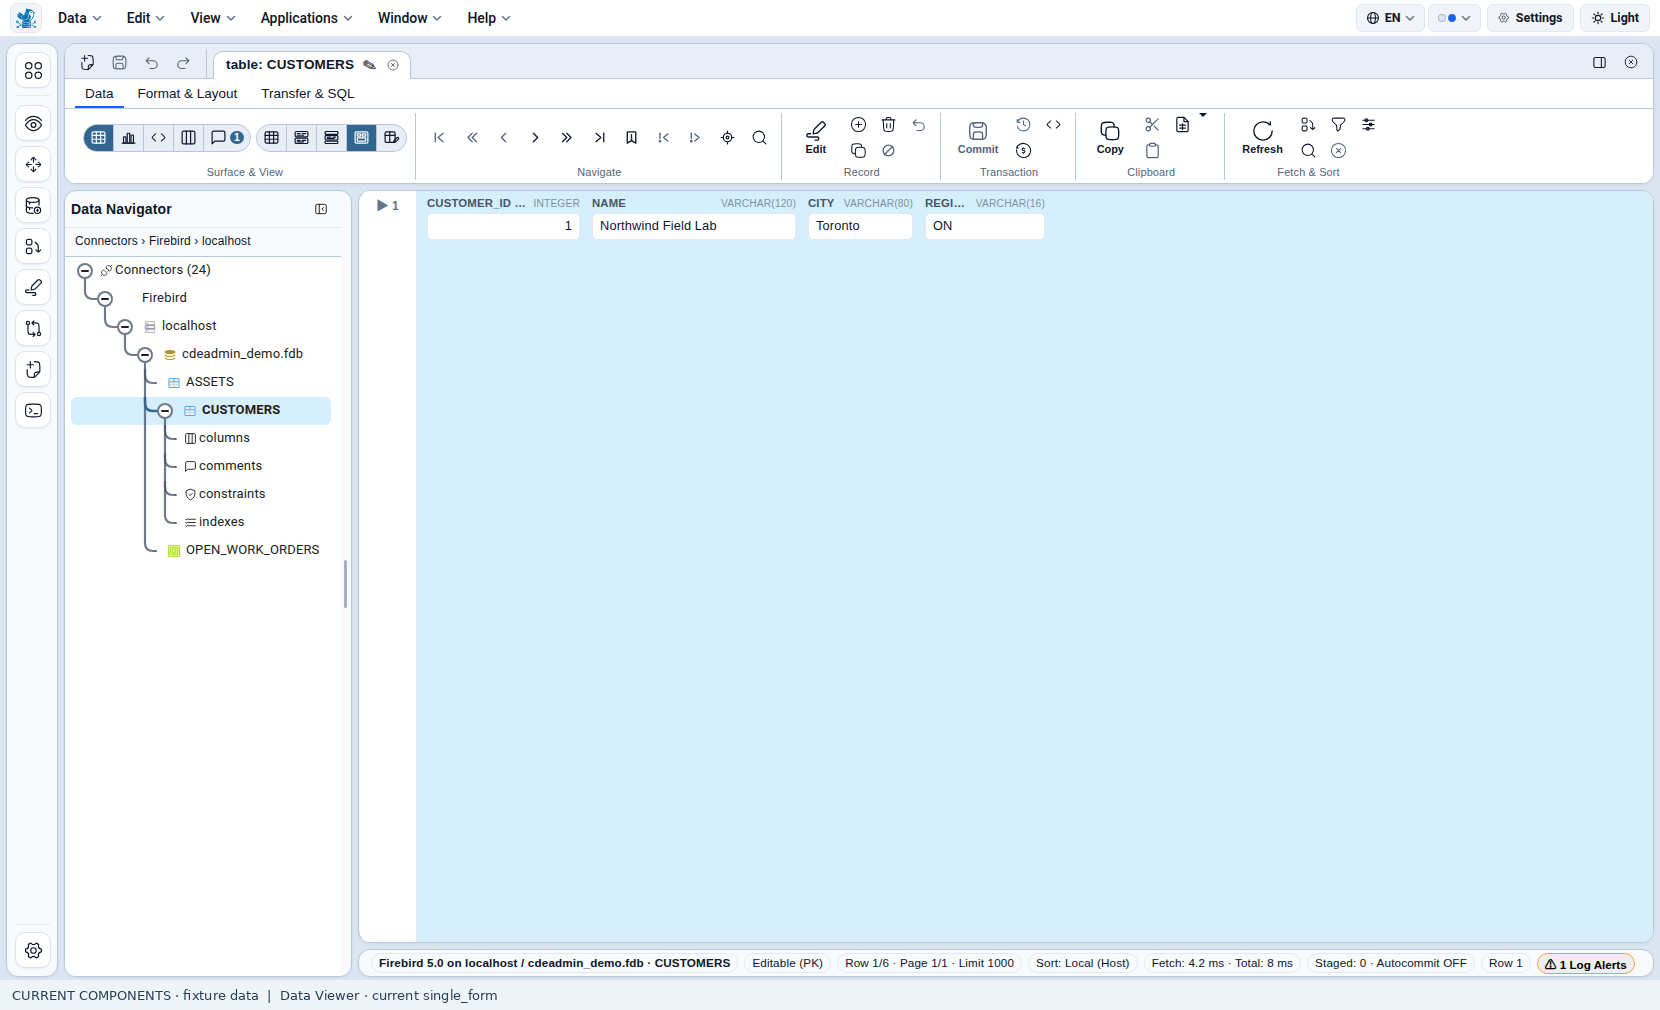 Data Edit View Applications Window Help EN Settings Light
table: CUSTOMERS
Data Format & Layout Transfer & SQL
1
Edit Commit Copy Refresh
Surface & View Navigate Record Transaction Clipboard Fetch & Sort
Data Navigator
Connectors › Firebird › localhost
Connectors (24)
Firebird
localhost
cdeadmin_demo.fdb
ASSETS
CUSTOMERS
columns
comments
constraints
indexes
OPEN_WORK_ORDERS
1 CUSTOMER_ID ... INTEGER NAME VARCHAR(120) CITY VARCHAR(80) REGI... VARCHAR(16)
1 Northwind Field Lab Toronto ON
Firebird 5.0 on localhost / cdeadmin_demo.fdb · CUSTOMERS Editable (PK) Row 1/6 · Page 1/1 · Limit 1000 Sort: Local (Host) Fetch: 4.2 ms · Total: 8 ms Staged: 0 · Autocommit OFF Row 1 1 Log Alerts
CURRENT COMPONENTS · fixture data | Data Viewer · current single_form